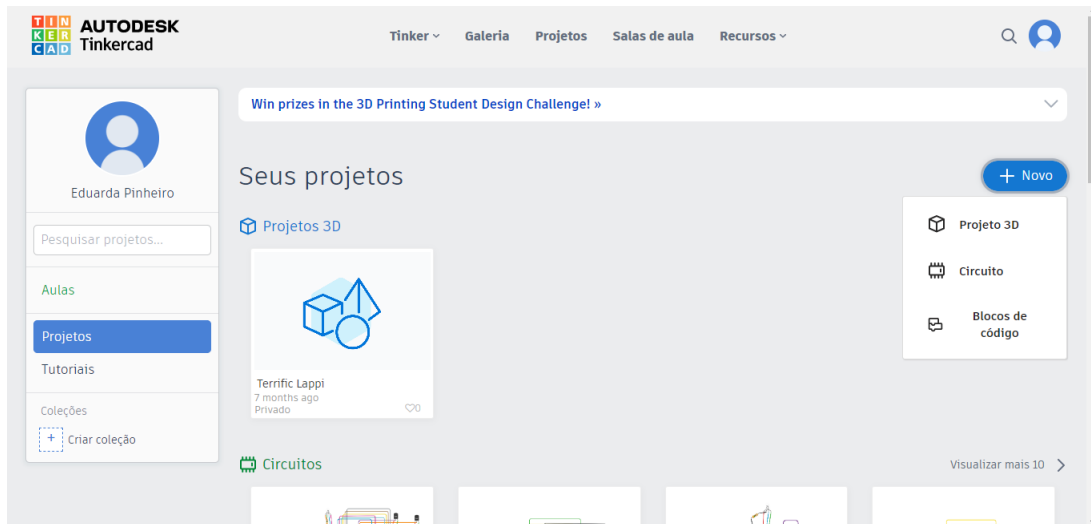 TIN
KER
CAD
AUTODESK
Tinkercad
Tinker
Galeria
Projetos
Salas de aula
Recursos
Eduarda Pinheiro
Pesquisar projetos...
Aulas
Projetos
Tutoriais
Coleções
+ Criar coleção
Win prizes in the 3D Printing Student Design Challenge! »
Seus projetos
+ Novo
Projeto 3D
Circuito
Blocos de
código
Projetos 3D
Terrific Lappi
7 months ago
Privado
0
Circuitos
Visualizar mais 10